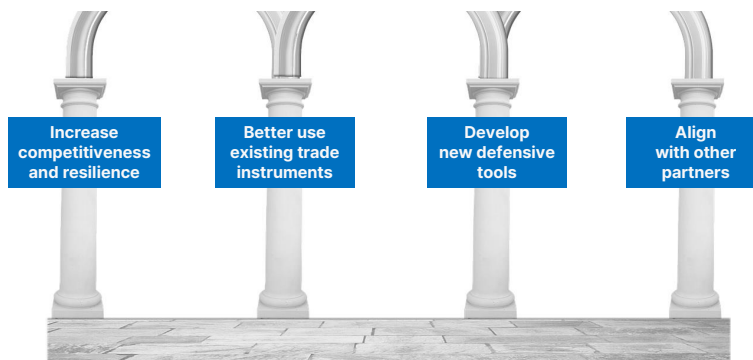 Increase
competitiveness
and resilience
Better use
existing trade
instruments
Develop
new defensive
tools
Align
with other
partners